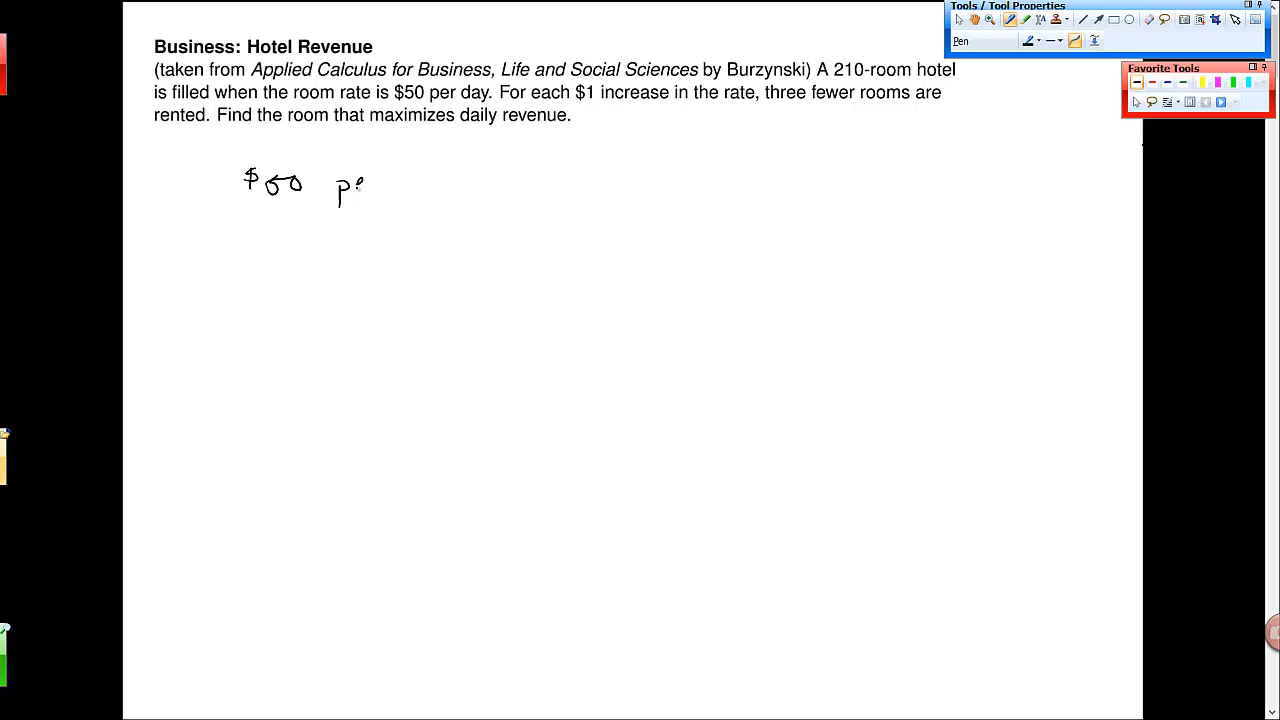 Tools / Tool Properties
Pen
Favorite Tools
Business: Hotel Revenue
(taken from Applied Calculus for Business, Life and Social Sciences by Burzynski) A 210-room hotel
is filled when the room rate is $50 per day. For each $1 increase in the rate, three fewer rooms are
rented. Find the room that maximizes daily revenue.